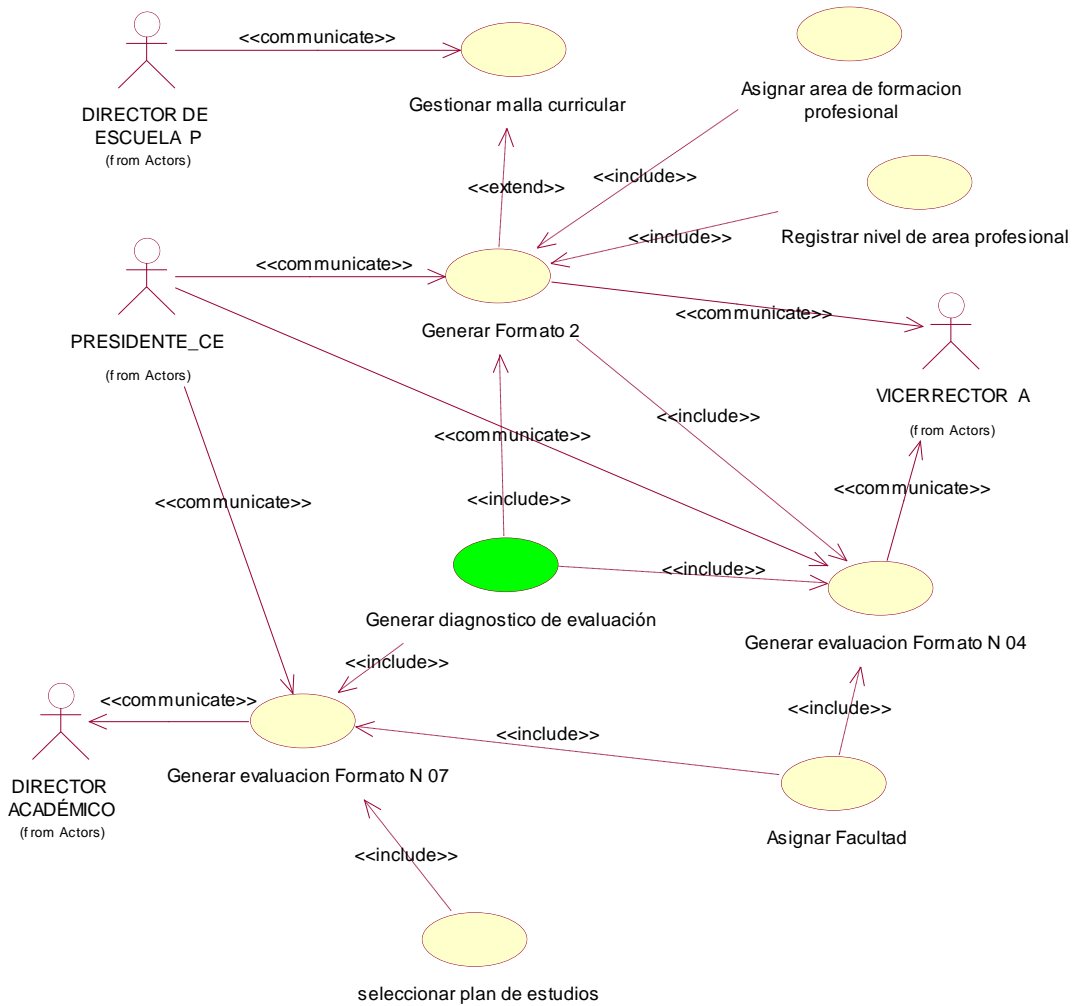 <<communicate>>
DIRECTOR DE
ESCUELA P
(from Actors)
Gestionar malla curricular
Asignar area de formacion
profesional
<<extend>>
<<include>>
<<include>>
Registrar nivel de area profesional
<<communicate>>
PRESIDENTE_CE
(from Actors)
Generar Formato 2
<<communicate>>
VICERRECTOR A
(from Actors)
<<include>>
<<communicate>>
<<communicate>>
<<communicate>>
<<include>>
<<include>>
Generar diagnostico de evaluación
Generar evaluacion Formato N 04
<<include>>
<<communicate>>
DIRECTOR
ACADÉMICO
(from Actors)
Generar evaluacion Formato N 07
<<include>>
<<include>>
Asignar Facultad
<<include>>
seleccionar plan de estudios